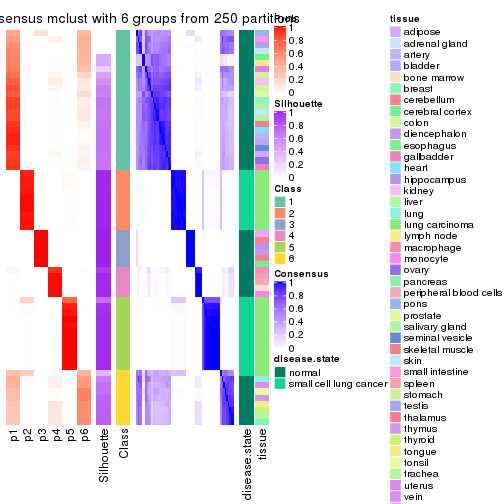 sensus mclust with 6 groups from 250 partitions
1
0.8
0.6
0.4
0.2
0
Silhouette
1
0.8
0.6
0.4
0.2
0
Class
1
2
3
4
5
6
Consensus
1
0.8
0.6
0.4
0.2
0
disease.state
normal
small cell lung cancer
tissue
adipose
adrenal gland
artery
bladder
bone marrow
breast
cerebellum
cerebral cortex
colon
diencephalon
esophagus
galbadder
heart
hippocampus
kidney
liver
lung
lung carcinoma
lymph node
macrophage
monocyte
ovary
pancreas
peripheral blood cells
pons
prostate
salivary gland
seminal vesicle
skeletal muscle
skin
small intestine
spleen
stomach
testis
thalamus
thymus
thyroid
tongue
tonsil
trachea
uterus
vein
p1
p2
p3
p4
p5
p6
Silhouette
Class
disease.state
tissue